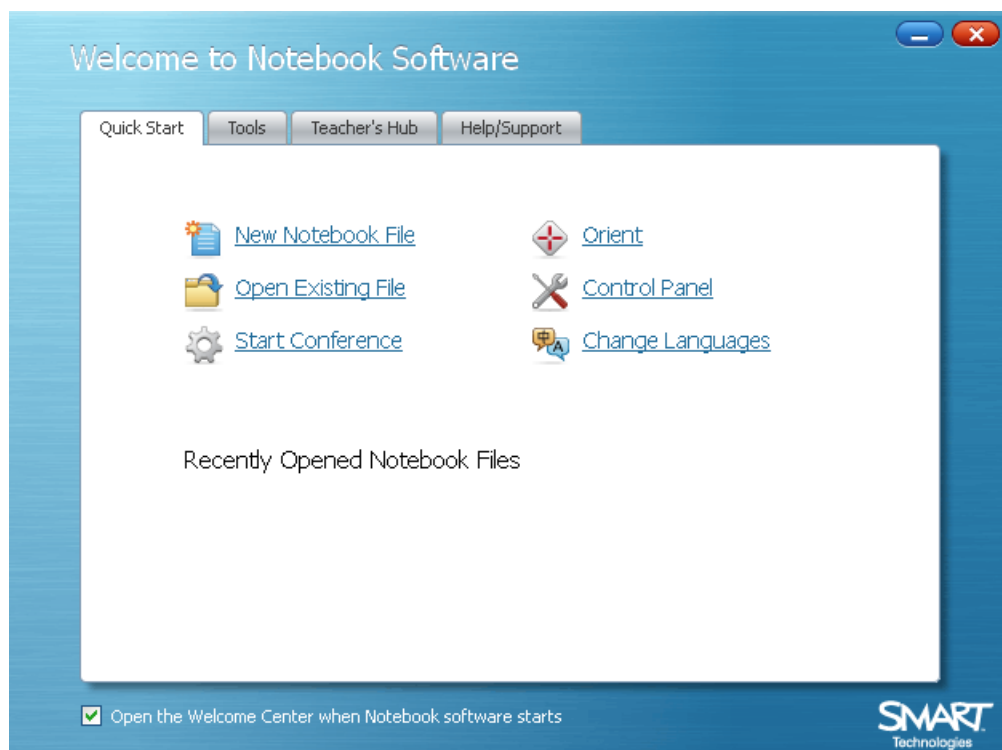 Welcome to Notebook Software
Quick Start
Tools
Teacher's Hub
Help/Support
New Notebook File
Orient
Open Existing File
Control Panel
Start Conference
Change Languages
Recently Opened Notebook Files
Open the Welcome Center when Notebook software starts
SMART
Technologies